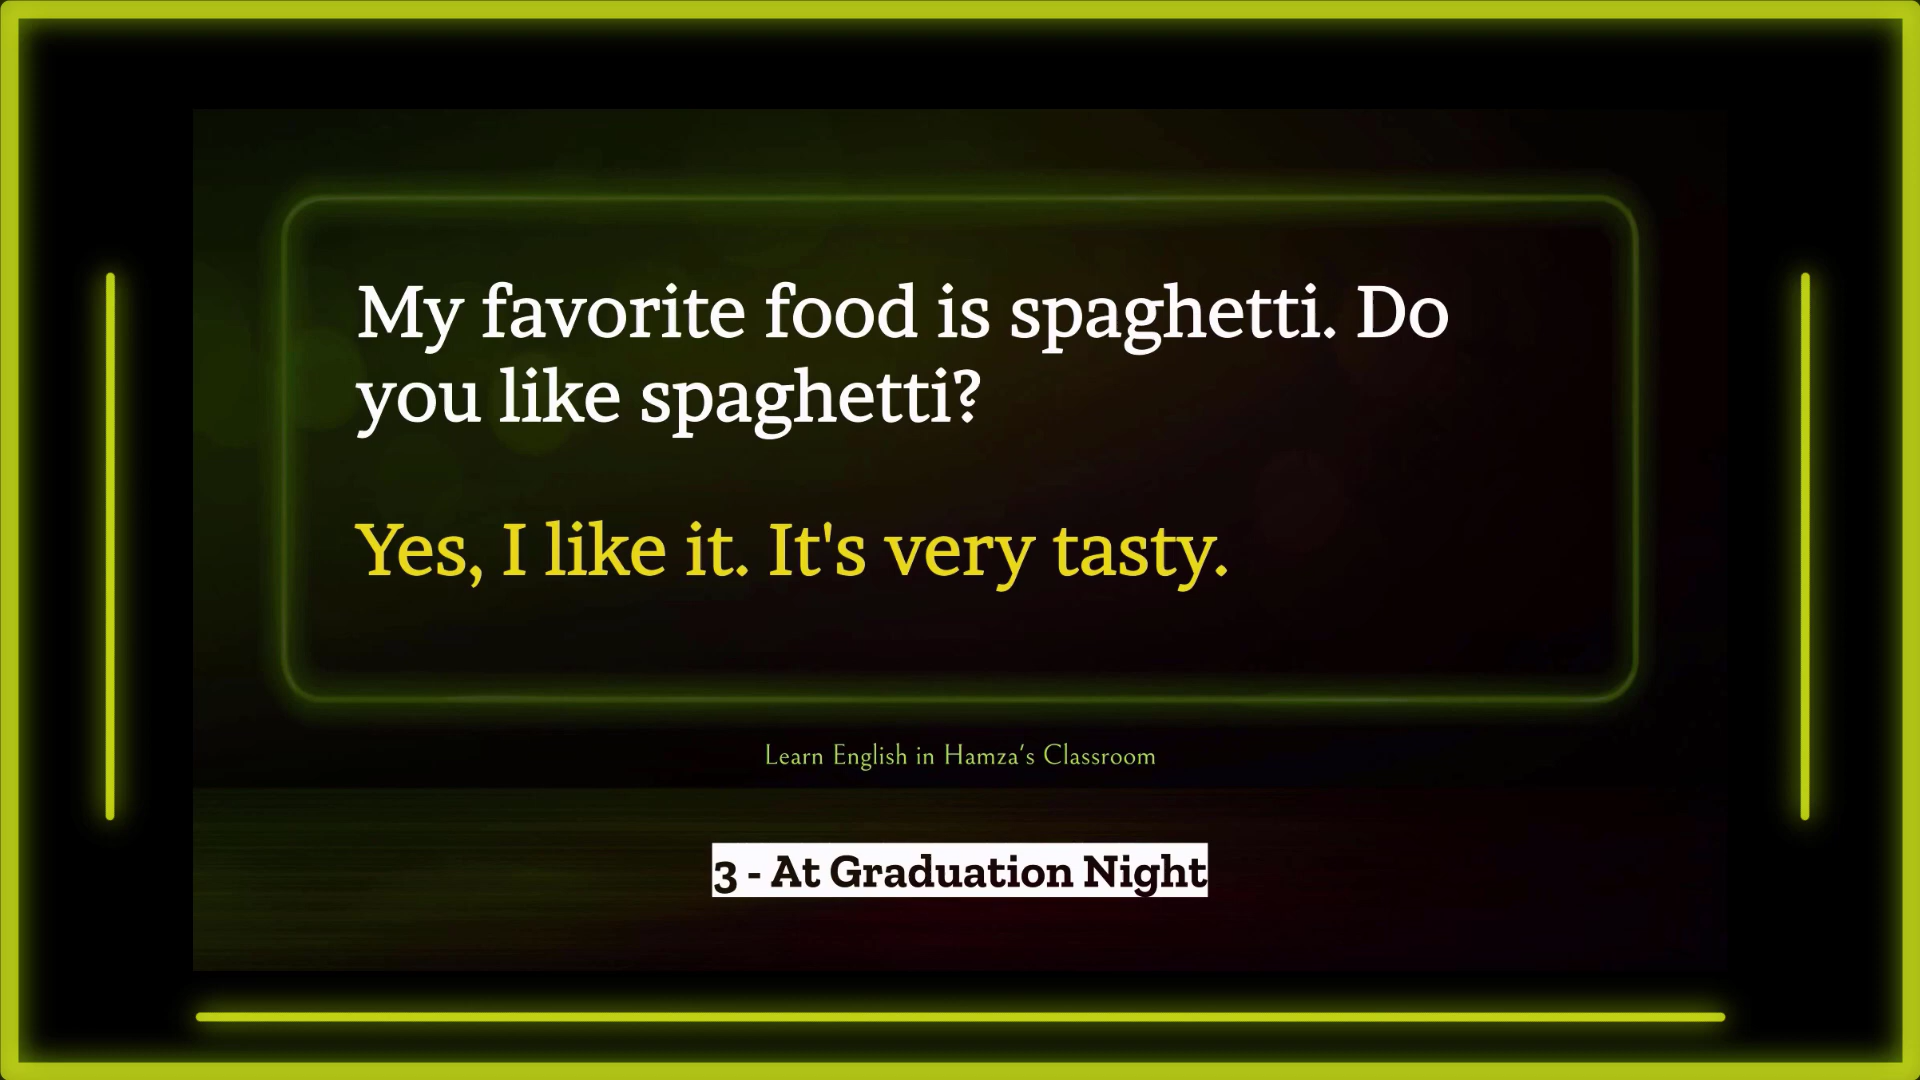 My favorite food is spaghetti. Do
you like spaghetti?
Yes, I like it. It's very tasty.
Learn English in Hamza's Classroom
3 - At Graduation Night